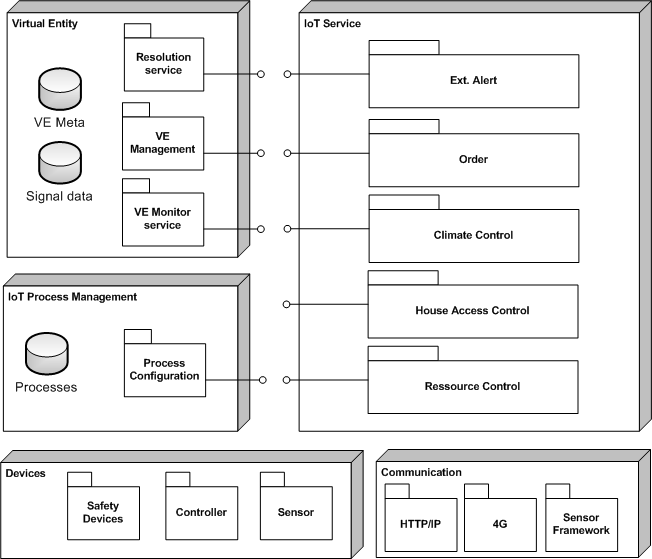 Virtual Entity
Resolution
service
VE Meta
VE
Management
Signal data
VE Monitor
service
IoT Service
Ext. Alert
Order
Climate Control
House Access Control
Ressource Control
IoT Process Management
Process
Configuration
Processes
Devices
Safety
Devices
Controller
Sensor
Communication
HTTP/IP
4G
Sensor
Framework